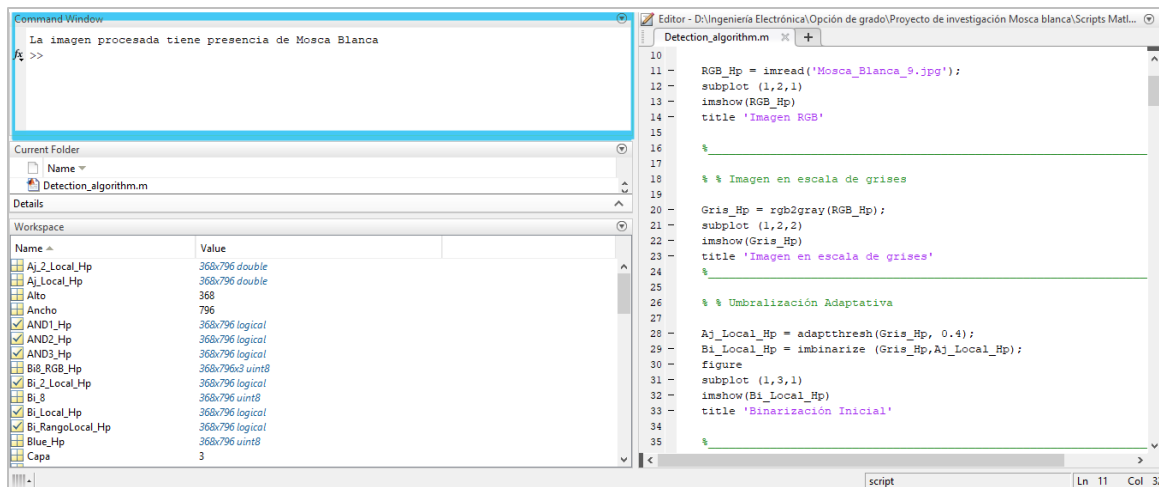 Command Window
La imagen procesada tiene presencia de Mosca Blanca
fx >>
Current Folder
Name
Detection_algorithm.m
Details
Workspace
Name Value
Aj_2_Local_Hp 368x796 double
Aj_Local_Hp 368x796 double
Alto 368
Ancho 796
AND1_Hp 368x796 logical
AND2_Hp 368x796 logical
AND3_Hp 368x796 logical
Bi8_RGB_Hp 368x796x3 uint8
Bi_2_Local_Hp 368x796 logical
Bi_8 368x796 uint8
Bi_Local_Hp 368x796 logical
Bi_RangoLocal_Hp 368x796 logical
Blue_Hp 368x796 uint8
Capa 3
Editor - D:\Ingeniería Electrónica\Opción de grado\Proyecto de investigación Mosca blanca\Scripts Matl...
Detection_algorithm.m × +
10
11 – RGB_Hp = imread('Mosca_Blanca_9.jpg');
12 – subplot (1,2,1)
13 – imshow(RGB_Hp)
14 – title 'Imagen RGB'
15
16 %
17
18 % % Imagen en escala de grises
19
20 – Gris_Hp = rgb2gray(RGB_Hp);
21 – subplot (1,2,2)
22 – imshow(Gris_Hp)
23 – title 'Imagen en escala de grises'
24 %
25
26 % % Umbralización Adaptativa
27
28 – Aj_Local_Hp = adaptthresh(Gris_Hp, 0.4);
29 – Bi_Local_Hp = imbinarize (Gris_Hp,Aj_Local_Hp);
30 – figure
31 – subplot (1,3,1)
32 – imshow(Bi_Local_Hp)
33 – title 'Binarización Inicial'
34
35 %
script Ln 11 Col